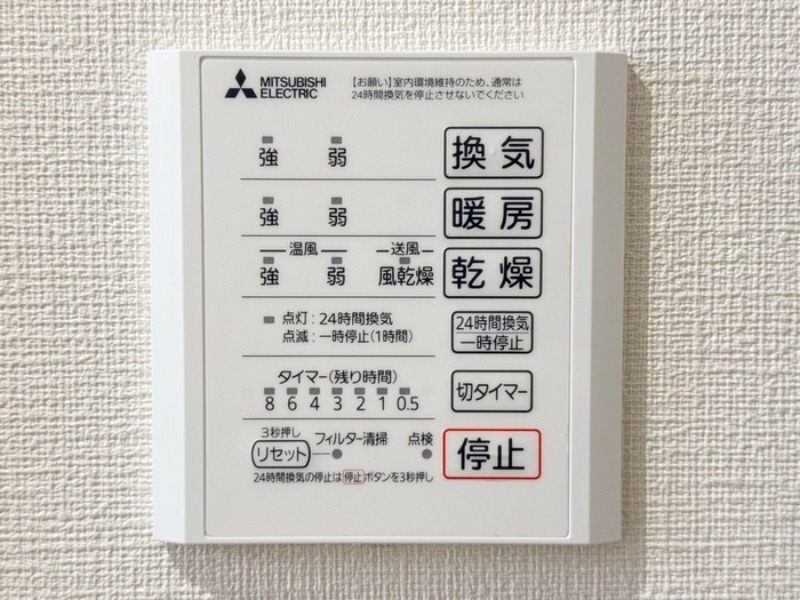 MITSUBISHI
ELECTRIC
【お願い】室内環境維持のため、通常は
24時間換気を停止させないでください
強 弱 換気
強 弱 暖房
温風 送風
強 弱 風乾燥 乾燥
点灯:24時間換気
点滅:一時停止(1時間)
24時間換気
一時停止
タイマー(残り時間)
8 6 4 3 2 1 0.5
切タイマー
3秒押し
リセット フィルター清掃 点検
停止
24時間換気の停止は停止ボタンを3秒押し